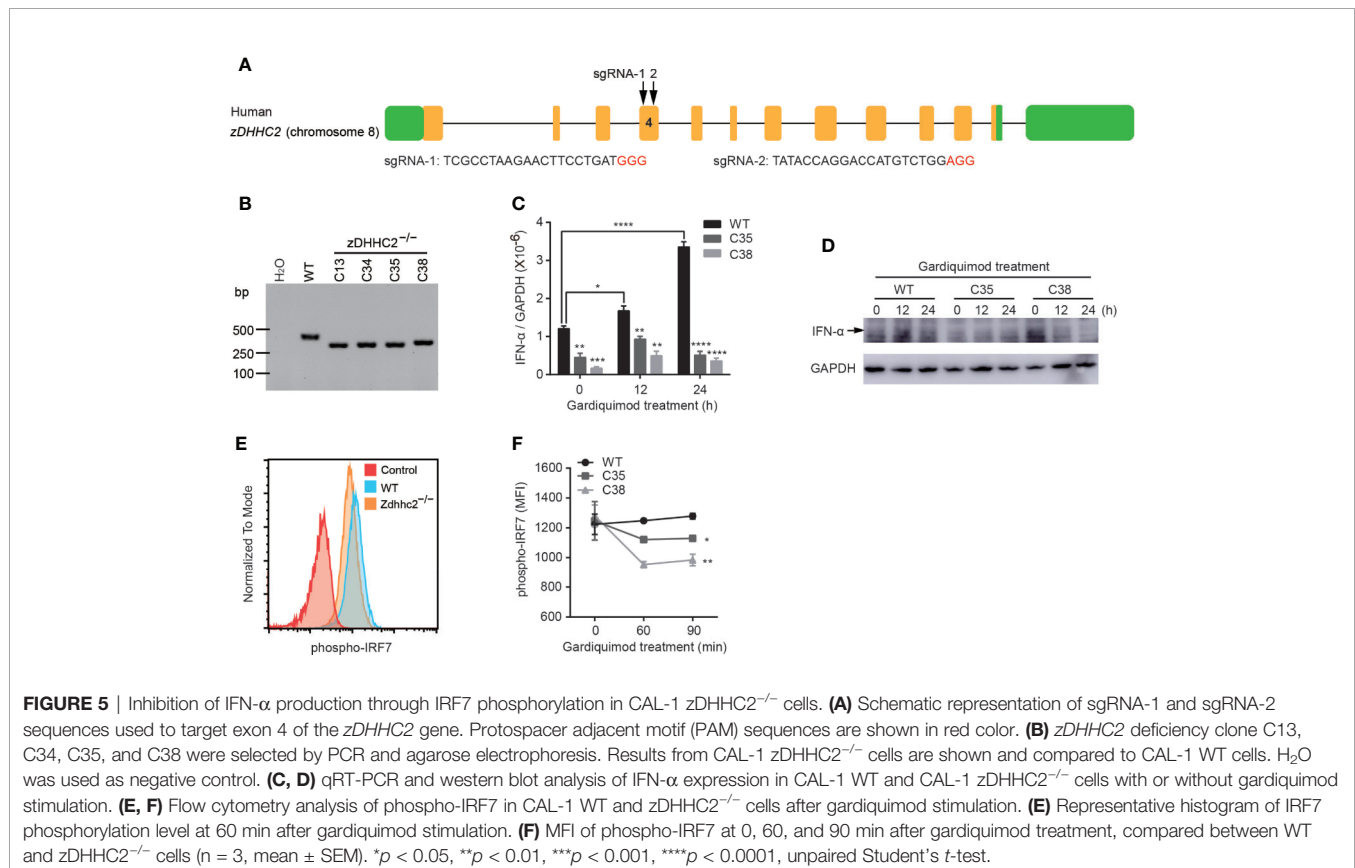 A
sgRNA-1 2
Human
zDHHC2 (chromosome 8)
4
sgRNA-1: TCGCCTAAGAACTTCCTGATGGG
sgRNA-2: TATACCAGGACCATGTCTGGAGG
B
zDHHC2−/−
H2O
WT
C13
C34
C35
C38
bp
500
250
100
C
IFN-α / GAPDH (X10-6)
4
3
2
1
0
****
*
** *** ** ** **** ****
WT
C35
C38
0 12 24
Gardiquimod treatment (h)
D
Gardiquimod treatment
WT C35 C38
0 12 24 0 12 24 0 12 24 (h)
IFN-α
GAPDH
E
Normalized To Mode
Control
WT
Zdhhc2−/−
phospho-IRF7
F
phospho-IRF7 (MFI)
1600
1400
1200
1000
800
600
WT
C35
C38
*
**
0 60 90
Gardiquimod treatment (min)
FIGURE 5 | Inhibition of IFN-α production through IRF7 phosphorylation in CAL-1 zDHHC2−/− cells. (A) Schematic representation of sgRNA-1 and sgRNA-2
sequences used to target exon 4 of the zDHHC2 gene. Protospacer adjacent motif (PAM) sequences are shown in red color. (B) zDHHC2 deficiency clone C13,
C34, C35, and C38 were selected by PCR and agarose electrophoresis. Results from CAL-1 zDHHC2−/− cells are shown and compared to CAL-1 WT cells. H2O
was used as negative control. (C, D) qRT-PCR and western blot analysis of IFN-α expression in CAL-1 WT and CAL-1 zDHHC2−/− cells with or without gardiquimod
stimulation. (E, F) Flow cytometry analysis of phospho-IRF7 in CAL-1 WT and zDHHC2−/− cells after gardiquimod stimulation. (E) Representative histogram of IRF7
phosphorylation level at 60 min after gardiquimod stimulation. (F) MFI of phospho-IRF7 at 0, 60, and 90 min after gardiquimod treatment, compared between WT
and zDHHC2−/− cells (n = 3, mean ± SEM). *p < 0.05, **p < 0.01, ***p < 0.001, ****p < 0.0001, unpaired Student’s t-test.